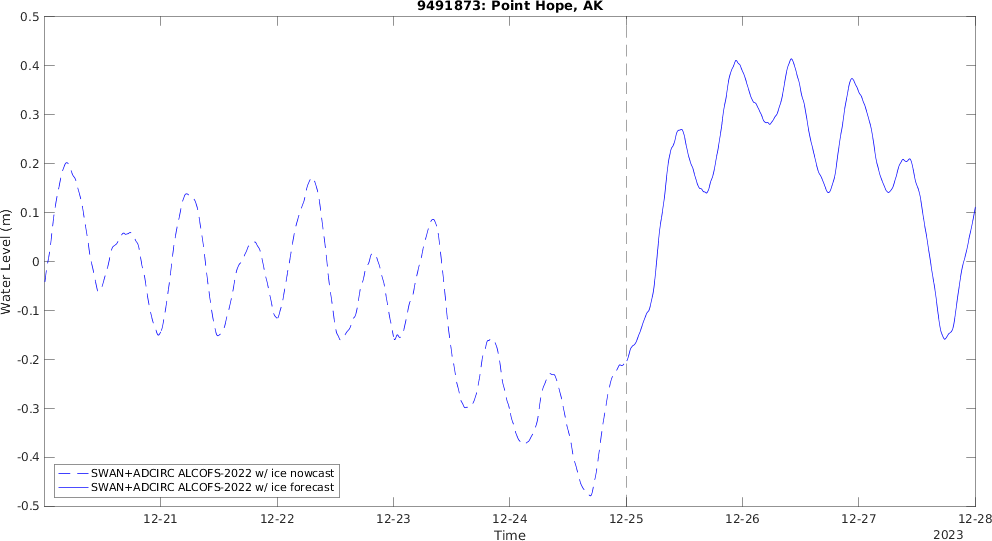 9491873: Point Hope, AK
0.5
0.4
0.3
0.2
0.1
0
-0.1
-0.2
-0.3
-0.4
-0.5
Water Level (m)
SWAN+ADCIRC ALCOFS-2022 w/ ice nowcast
SWAN+ADCIRC ALCOFS-2022 w/ ice forecast
12-21 12-22 12-23 12-24 12-25 12-26 12-27 12-28
Time
2023